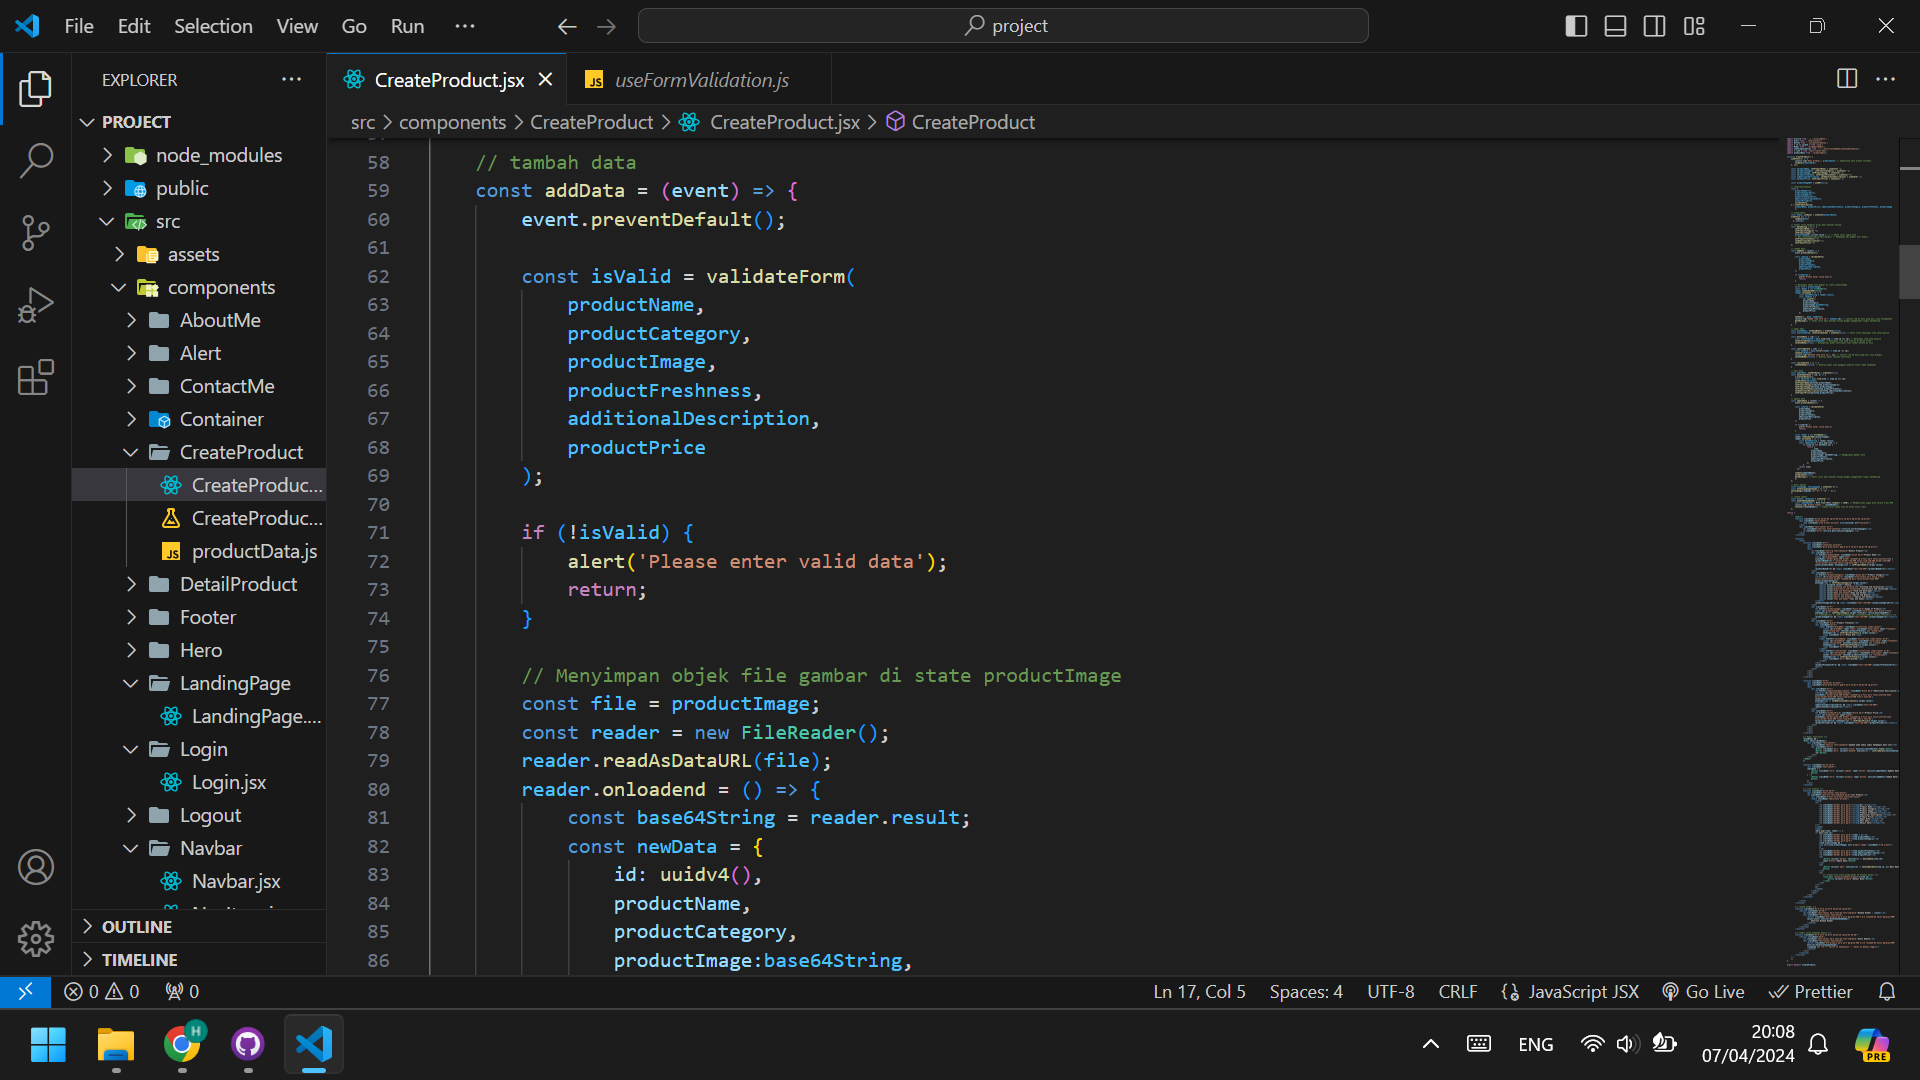 File Edit Selection View Go Run ···
project
EXPLORER
CreateProduct.jsx
JS useFormValidation.js
PROJECT
src > components > CreateProduct > CreateProduct.jsx > CreateProduct
node_modules
public
src
assets
components
AboutMe
Alert
ContactMe
Container
CreateProduct
CreateProduc...
CreateProduc...
JS productData.js
DetailProduct
Footer
Hero
LandingPage
LandingPage....
Login
Login.jsx
Logout
Navbar
Navbar.jsx
OUTLINE
TIMELINE
58 // tambah data
59 const addData = (event) => {
60 event.preventDefault();
61
62 const isValid = validateForm(
63 productName,
64 productCategory,
65 productImage,
66 productFreshness,
67 additionalDescription,
68 productPrice
69 );
70
71 if (!isValid) {
72 alert('Please enter valid data');
73 return;
74 }
75
76 // Menyimpan objek file gambar di state productImage
77 const file = productImage;
78 const reader = new FileReader();
79 reader.readAsDataURL(file);
80 reader.onloadend = () => {
81 const base64String = reader.result;
82 const newData = {
83 id: uuidv4(),
84 productName,
85 productCategory,
86 productImage:base64String,
0 0 0
Ln 17, Col 5 Spaces: 4 UTF-8 CRLF JavaScript JSX Go Live Prettier
H
ENG
20:08
07/04/2024
PRE